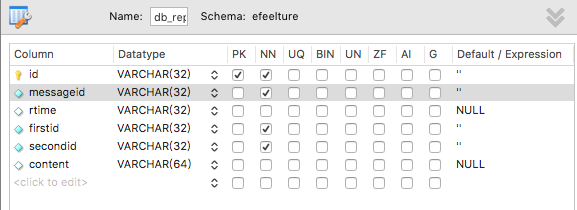 Name: db_rep Schema: efeelture
Column Datatype PK NN UQ BIN UN ZF AI G Default / Expression
id VARCHAR(32) ''
messageid VARCHAR(32) ''
rtime VARCHAR(32) NULL
firstid VARCHAR(32) ''
secondid VARCHAR(32) ''
content VARCHAR(64) NULL
<click to edit>